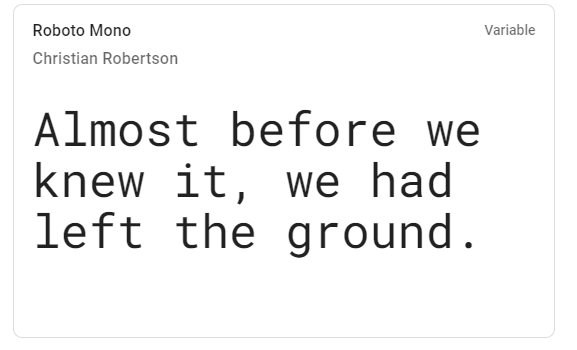 Roboto Mono
Variable
Christian Robertson
Almost before we
knew it, we had
left the ground.